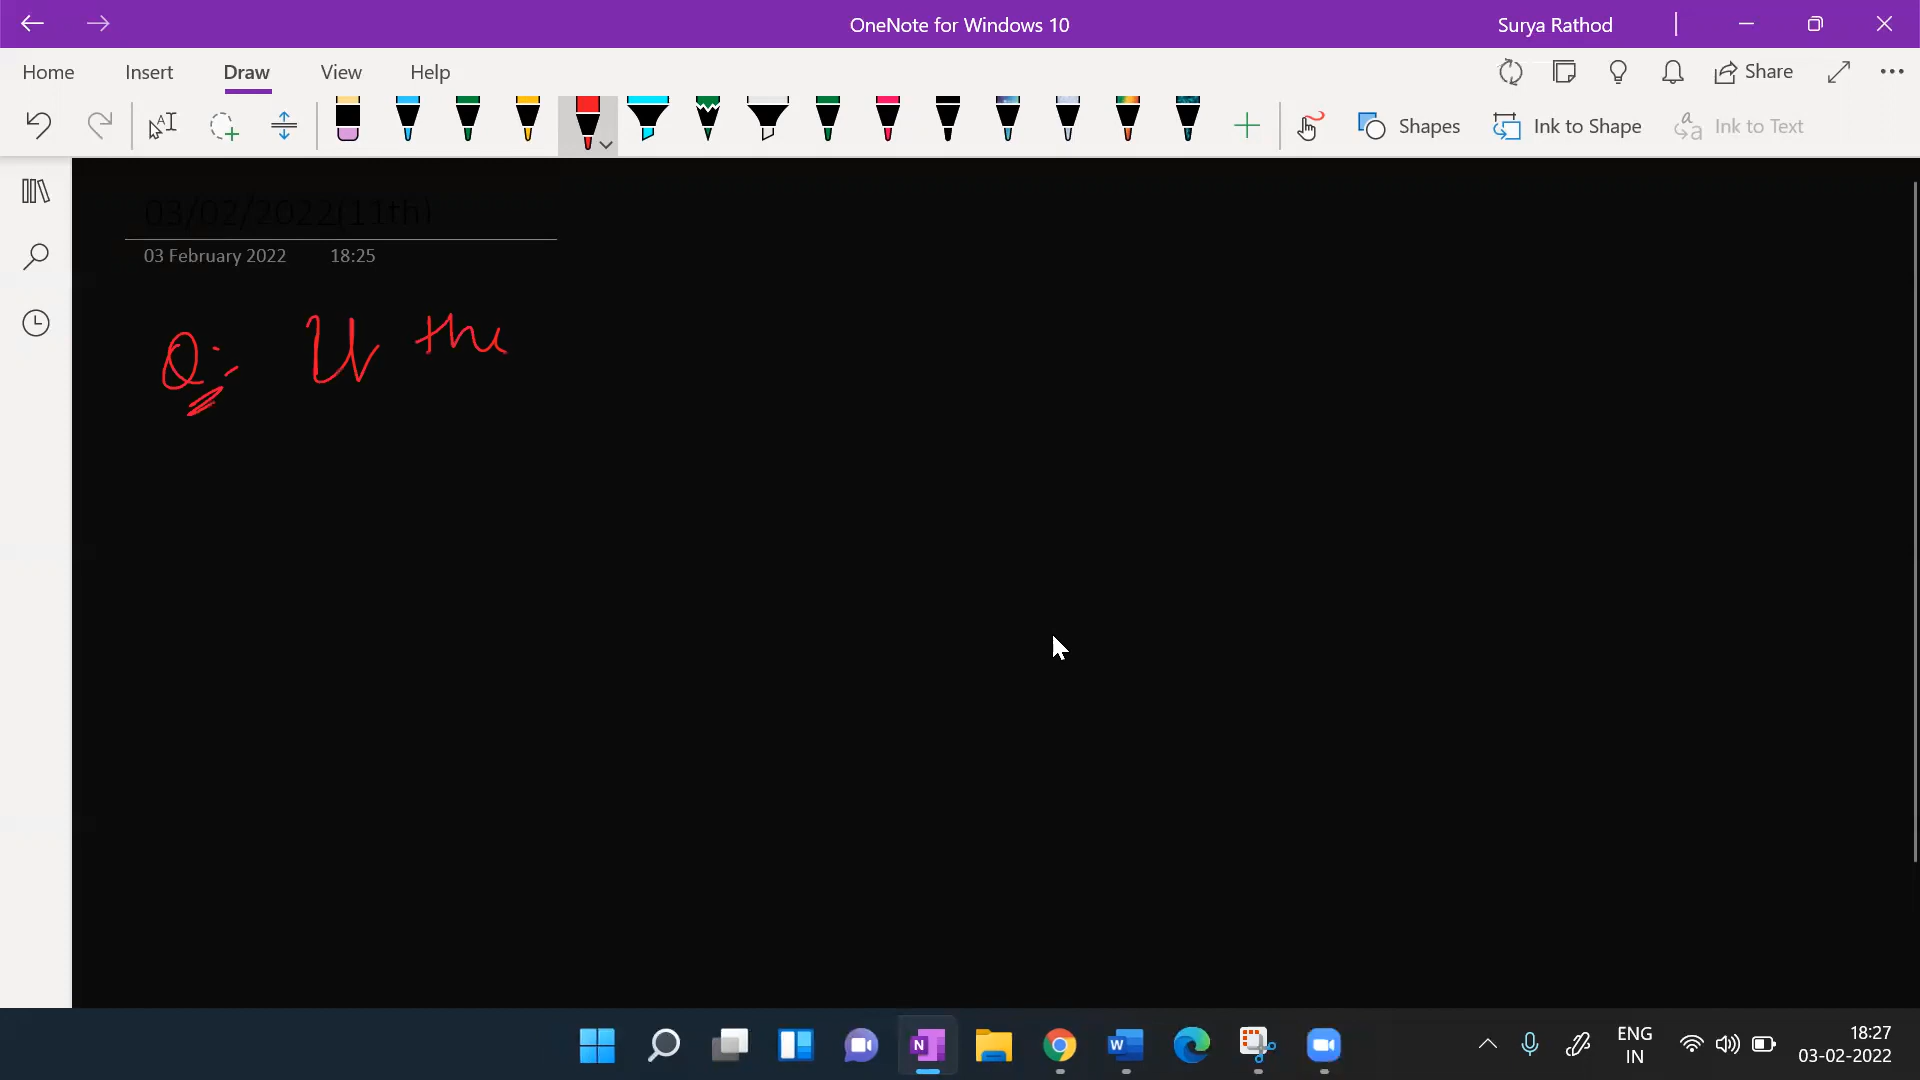 OneNote for Windows 10
Surya Rathod
Home Insert Draw View Help
Share
Shapes
Ink to Shape
Ink to Text
03/02/2022(11th)
03 February 2022 18:25
Q:- If the
ENG
IN
18:27
03-02-2022